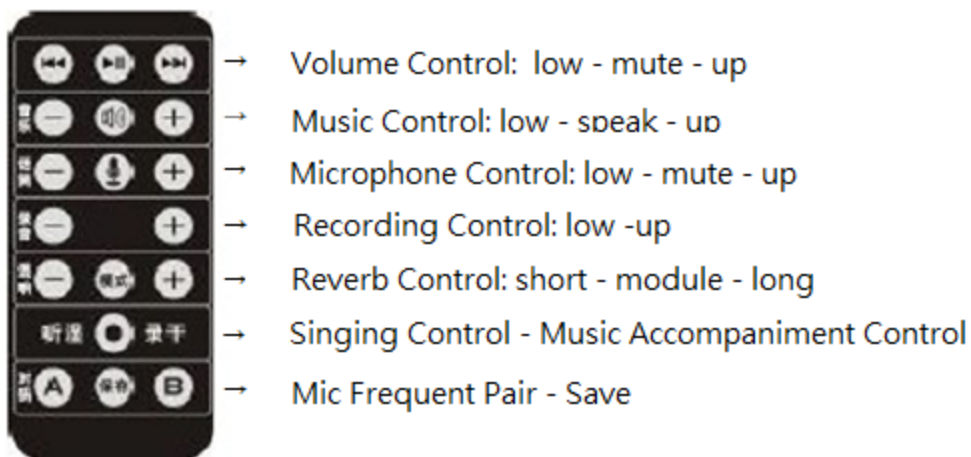 → Volume Control: low - mute - up
→ Music Control: low - speak - up
→ Microphone Control: low - mute - up
→ Recording Control: low -up
模式 → Reverb Control: short - module - long
听湿 录干 → Singing Control - Music Accompaniment Control
A 保存 B → Mic Frequent Pair - Save